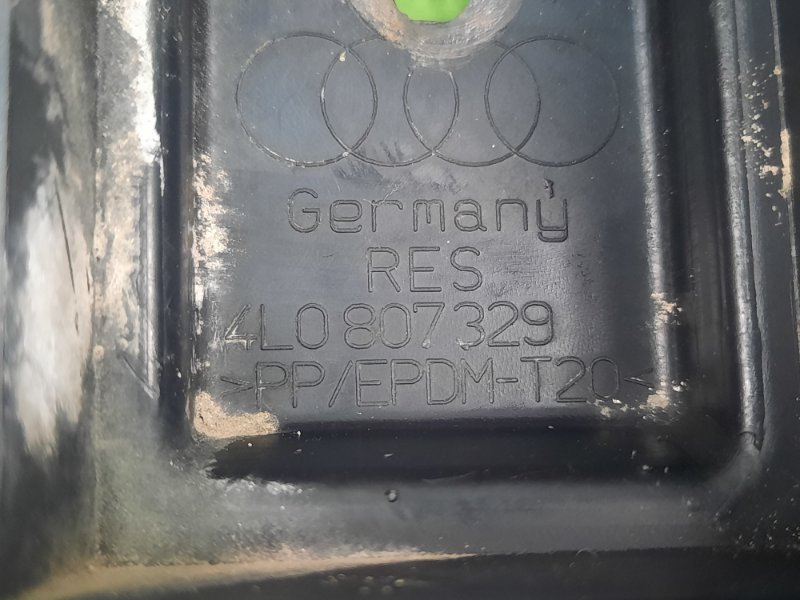 Germany
RES
4L0 807 329
>PP/EPDM-T20<